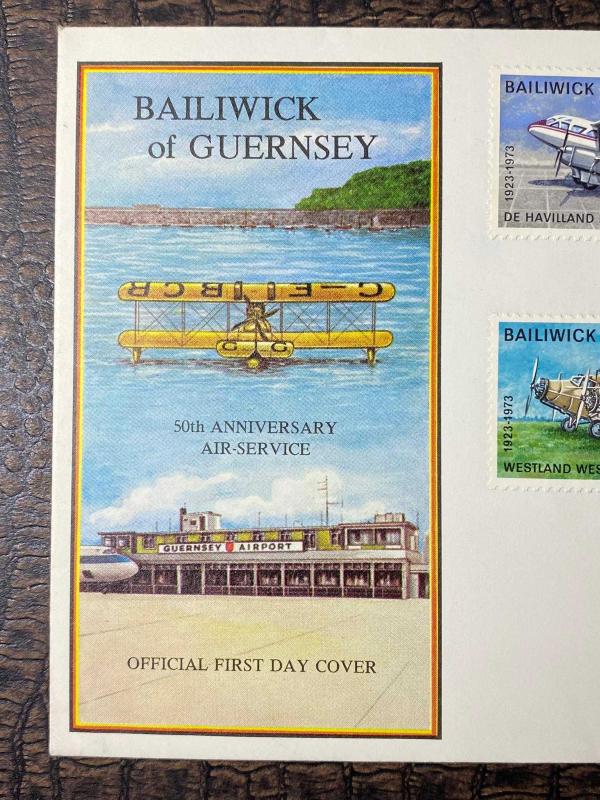 BAILIWICK
of GUERNSEY
50th ANNIVERSARY
AIR-SERVICE
GUERNSEY AIRPORT
OFFICIAL FIRST DAY COVER
BAILIWICK
1923-1973
DE HAVILLAND
BAILIWICK
1923-1973
WESTLAND WES